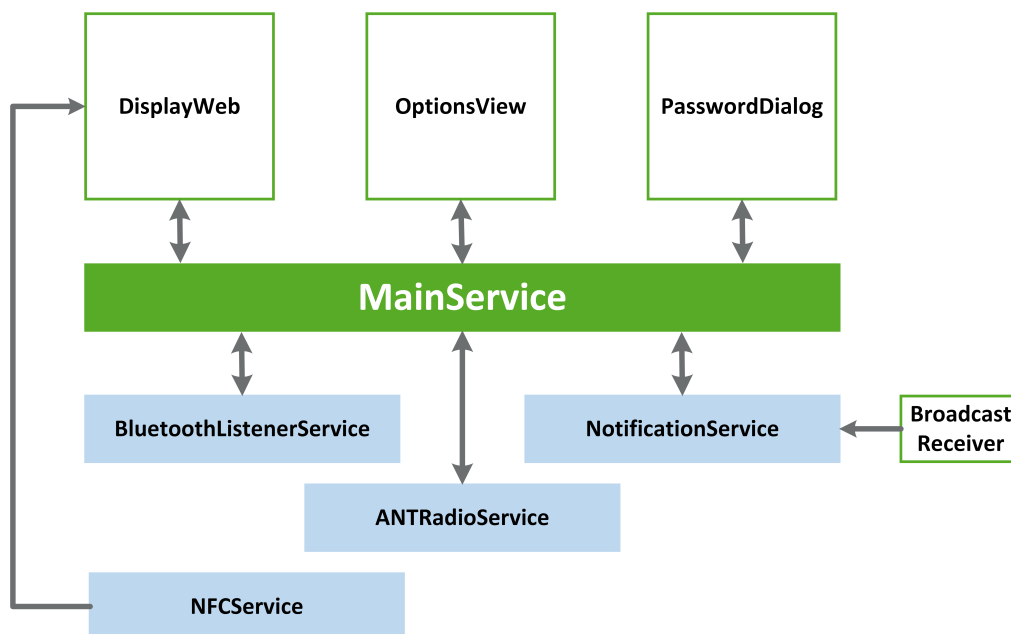 DisplayWeb
OptionsView
PasswordDialog
MainService
BluetoothListenerService
NotificationService
Broadcast
Receiver
ANTRadioService
NFCService